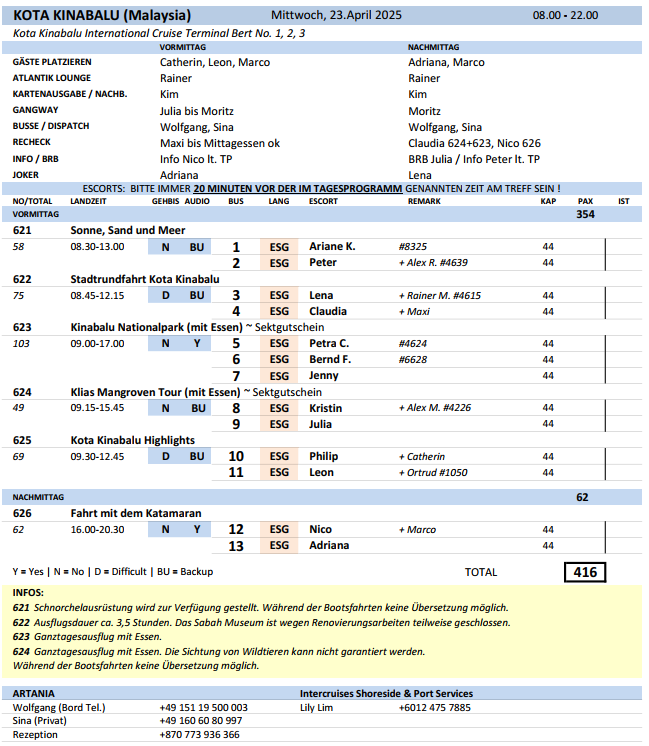 KOTA KINABALU (Malaysia) Mittwoch, 23.April 2025 08.00 - 22.00
Kota Kinabalu International Cruise Terminal Bert No. 1, 2, 3
VORMITTAG NACHMITTAG
GÄSTE PLATZIEREN Catherin, Leon, Marco Adriana, Marco
ATLANTIK LOUNGE Rainer Rainer
KARTENAUSGABE / NACHB. Kim Kim
GANGWAY Julia bis Moritz Moritz
BUSSE / DISPATCH Wolfgang, Sina Wolfgang, Sina
RECHECK Maxi bis Mittagessen ok Claudia 624+623, Nico 626
INFO / BRB Info Nico lt. TP BRB Julia / Info Peter lt. TP
JOKER Adriana Lena
ESCORTS: BITTE IMMER 20 MINUTEN VOR DER IM TAGESPROGRAMM GENANNTEN ZEIT AM TREFF SEIN !
NO/TOTAL LANDZEIT GEHBIS AUDIO BUS LANG ESCORT REMARK KAP PAX IST
VORMITTAG 354
621 Sonne, Sand und Meer
58 08.30-13.00 N BU 1 ESG Ariane K. #8325 44
2 ESG Peter + Alex R. #4639 44
622 Stadtrundfahrt Kota Kinabalu
75 08.45-12.15 D BU 3 ESG Lena + Rainer M. #4615 44
4 ESG Claudia + Maxi 44
623 Kinabalu Nationalpark (mit Essen) ~ Sektgutschein
103 09.00-17.00 N Y 5 ESG Petra C. #4624 44
6 ESG Bernd F. #6628 44
7 ESG Jenny 44
624 Klias Mangroven Tour (mit Essen) ~ Sektgutschein
49 09.15-15.45 N BU 8 ESG Kristin + Alex M. #4226 44
9 ESG Julia 44
625 Kota Kinabalu Highlights
69 09.30-12.45 D BU 10 ESG Philip + Catherin 44
11 ESG Leon + Ortrud #1050 44
NACHMITTAG 62
626 Fahrt mit dem Katamaran
62 16.00-20.30 N Y 12 ESG Nico + Marco 44
13 ESG Adriana 44
Y = Yes | N = No | D = Difficult | BU = Backup TOTAL 416
INFOS:
621 Schnorchelausrüstung wird zur Verfügung gestellt. Während der Bootsfahrten keine Übersetzung möglich.
622 Ausflugsdauer ca. 3,5 Stunden. Das Sabah Museum ist wegen Renovierungsarbeiten teilweise geschlossen.
623 Ganztagesausflug mit Essen.
624 Ganztagesausflug mit Essen. Die Sichtung von Wildtieren kann nicht garantiert werden.
Während der Bootsfahrten keine Übersetzung möglich.
ARTANIA Intercruises Shoreside & Port Services
Wolfgang (Bord Tel.) +49 151 19 500 003 Lily Lim +6012 475 7885
Sina (Privat) +49 160 60 80 997
Rezeption +870 773 936 366